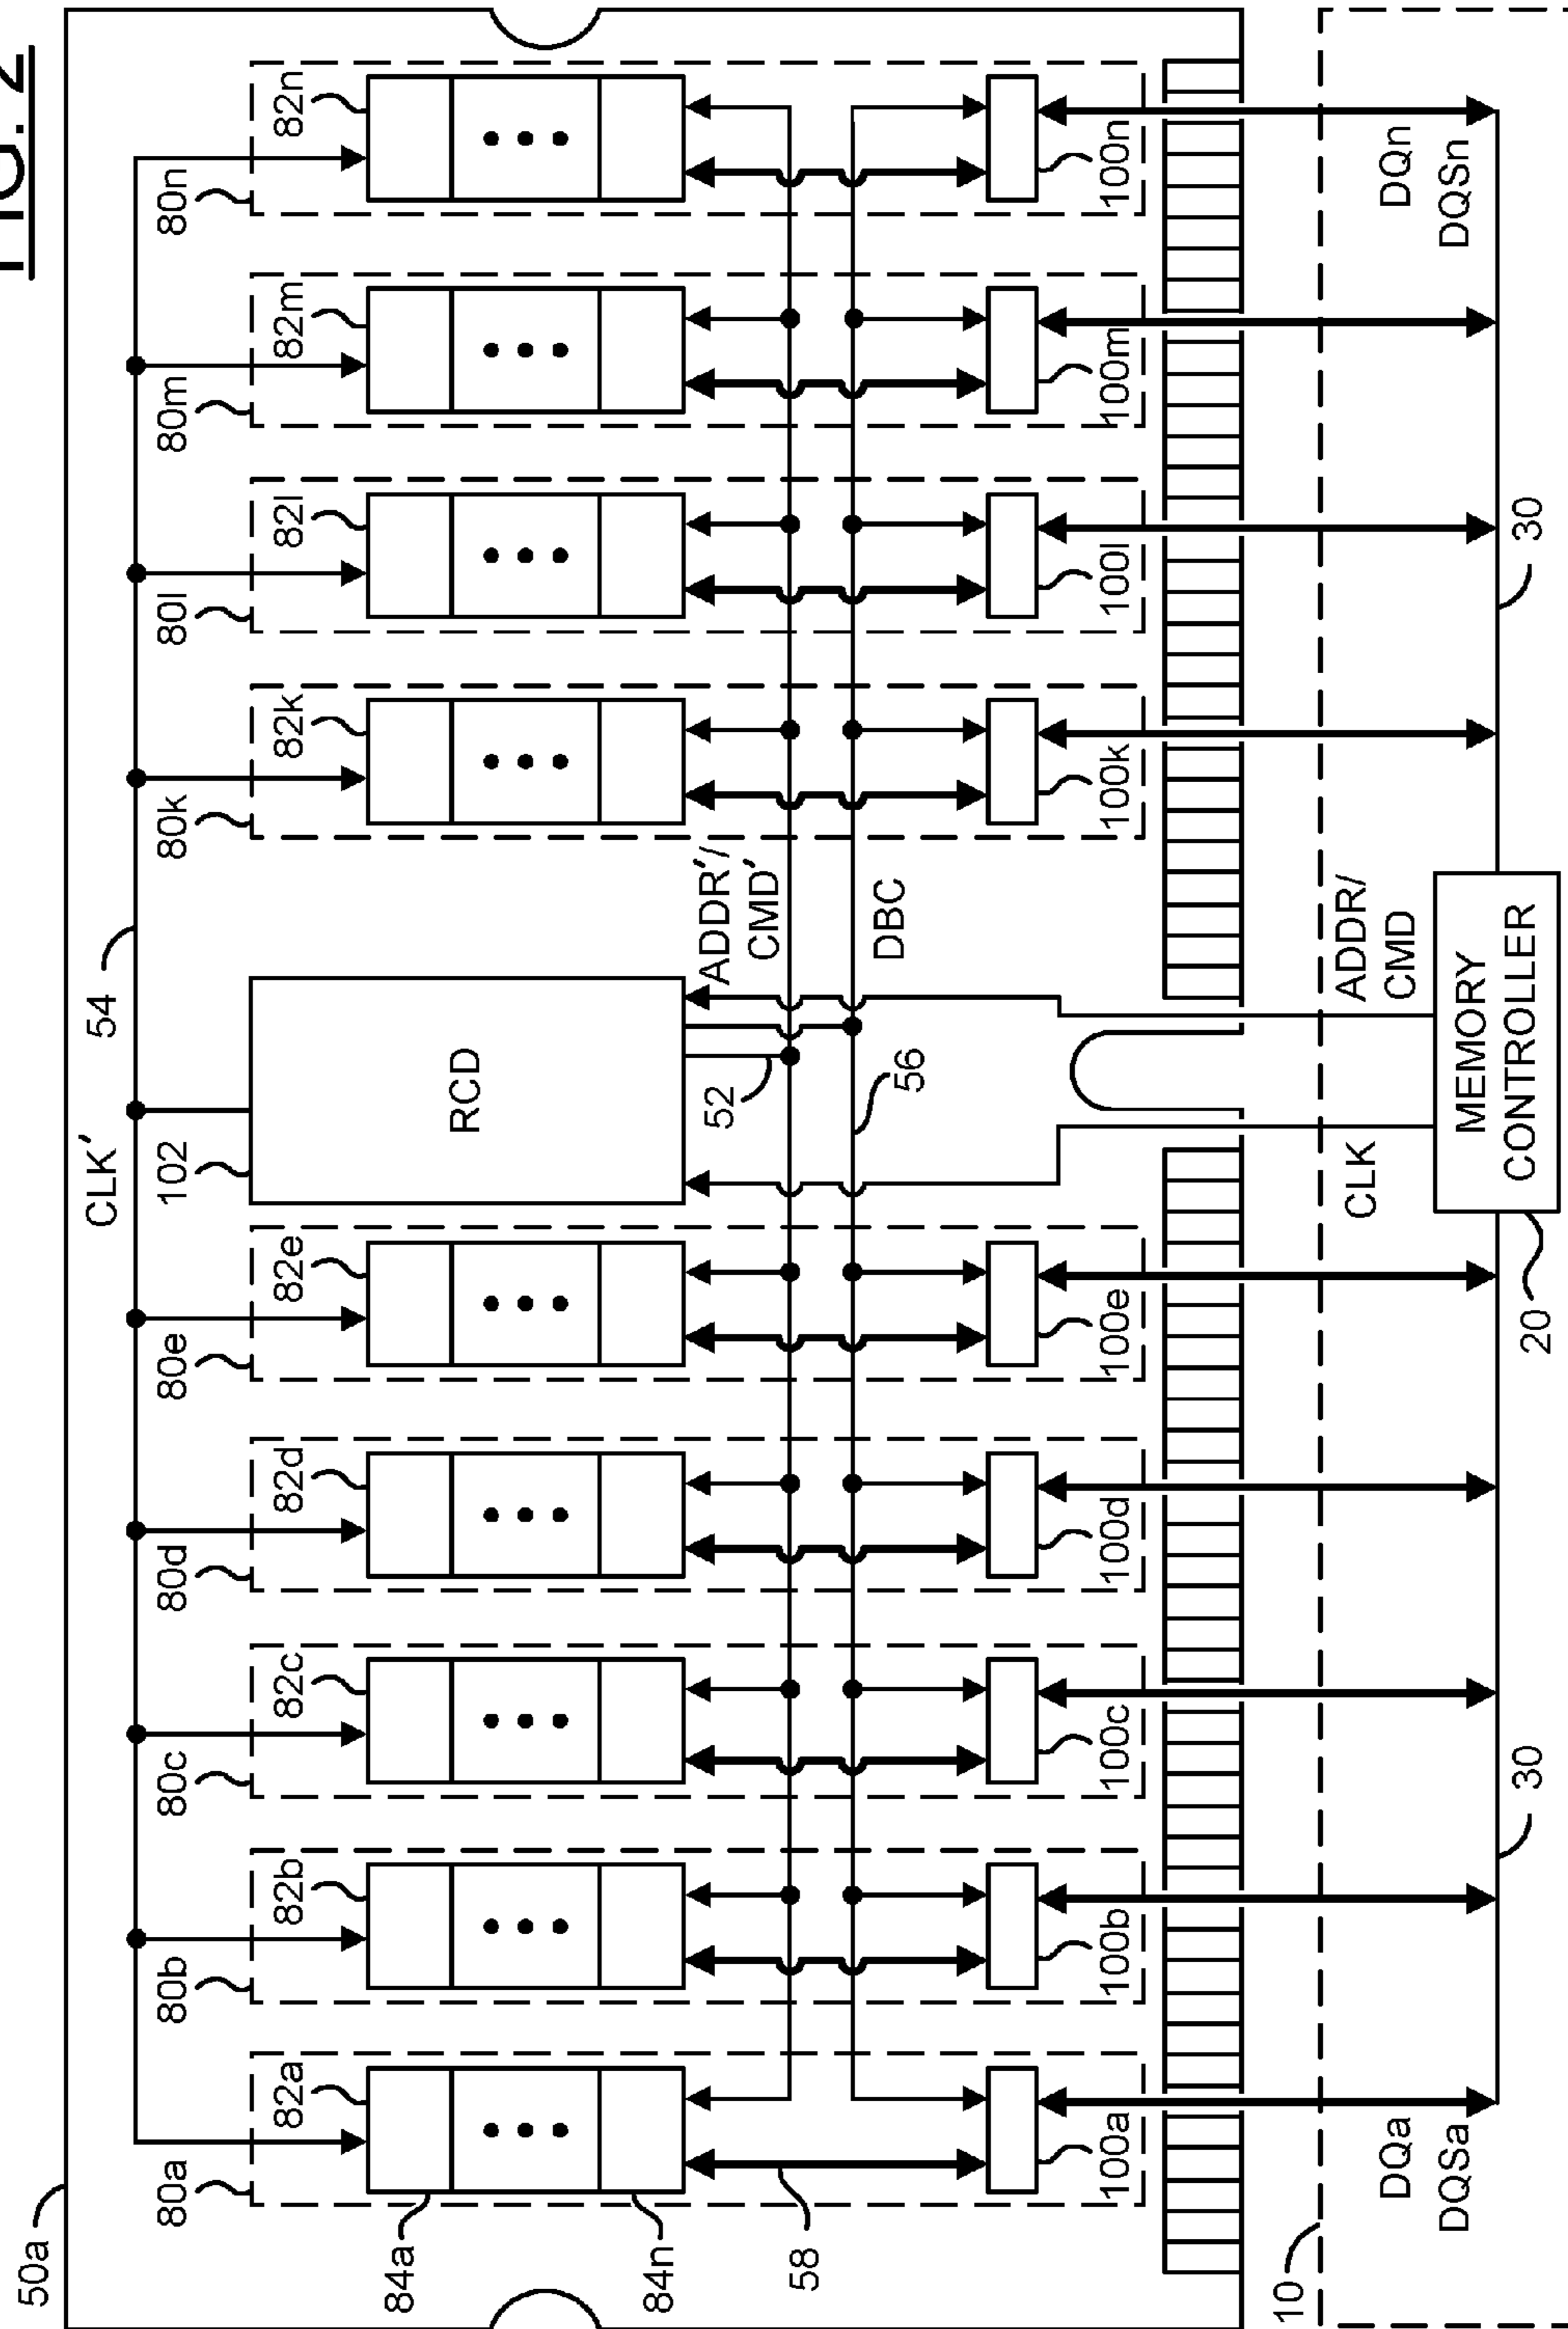 FIG. 2
50a
CLK′
54
102
80a
82a
80b
82b
80c
82c
80d
82d
80e
82e
80k
82k
80l
82l
80m
82m
80n
82n
84a
84n
58
RCD
52
ADDR′/
CMD′
56
DBC
100a
100b
100c
100d
100e
100k
100l
100m
100n
10
DQa
DQSa
CLK
ADDR/
CMD
DQn
DQSn
MEMORY
CONTROLLER
30
20
30